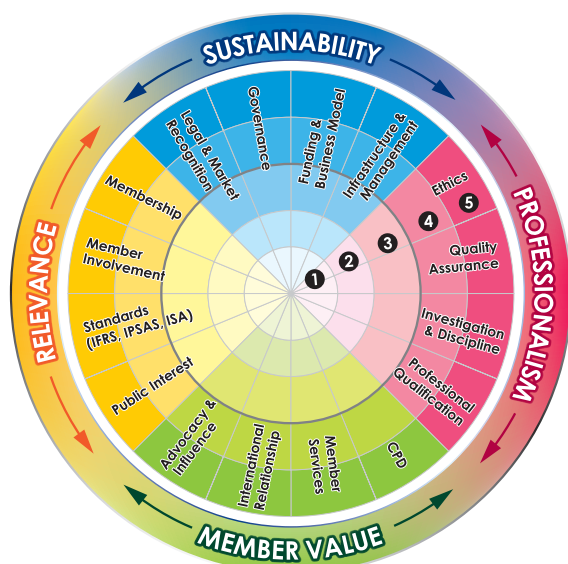 SUSTAINABILITY
Legal & Market
Recognition
Governance
Funding &
Business Model
Infrastructure &
Management
Ethics
Quality
Assurance
Investigation
& Discipline
Professional
Qualification
PROFESSIONALISM
1
2
3
4
5
CPD
Member
Services
International
Relationship
Advocacy &
Influence
MEMBER VALUE
Public Interest
Standards
(IFRS, IPSAS, ISA)
Member
Involvement
Membership
RELEVANCE